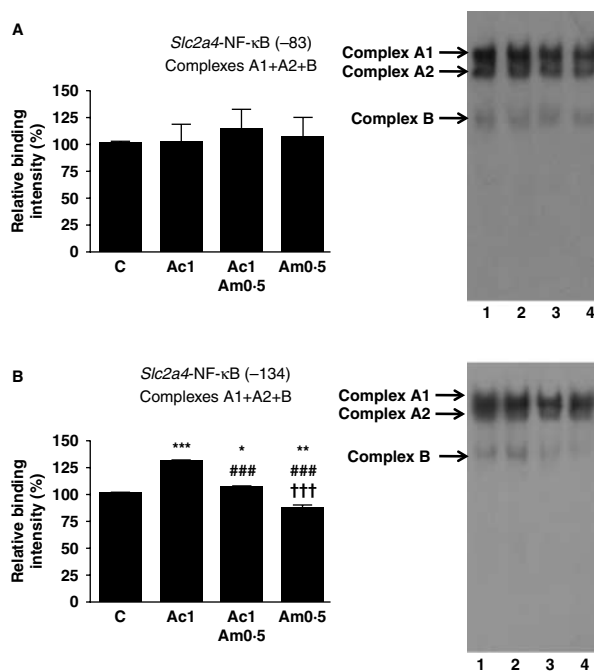 A
Slc2a4-NF-κB (−83)
Complexes A1+A2+B
Relative binding
intensity (%)
150
125
100
75
50
25
0
C
Ac1
Ac1
Am0·5
Am0·5
Complex A1
Complex A2
Complex B
1 2 3 4
B
Slc2a4-NF-κB (−134)
Complexes A1+A2+B
Relative binding
intensity (%)
150
125
100
75
50
25
0
***
*
###
**
###
†††
C
Ac1
Ac1
Am0·5
Am0·5
Complex A1
Complex A2
Complex B
1 2 3 4